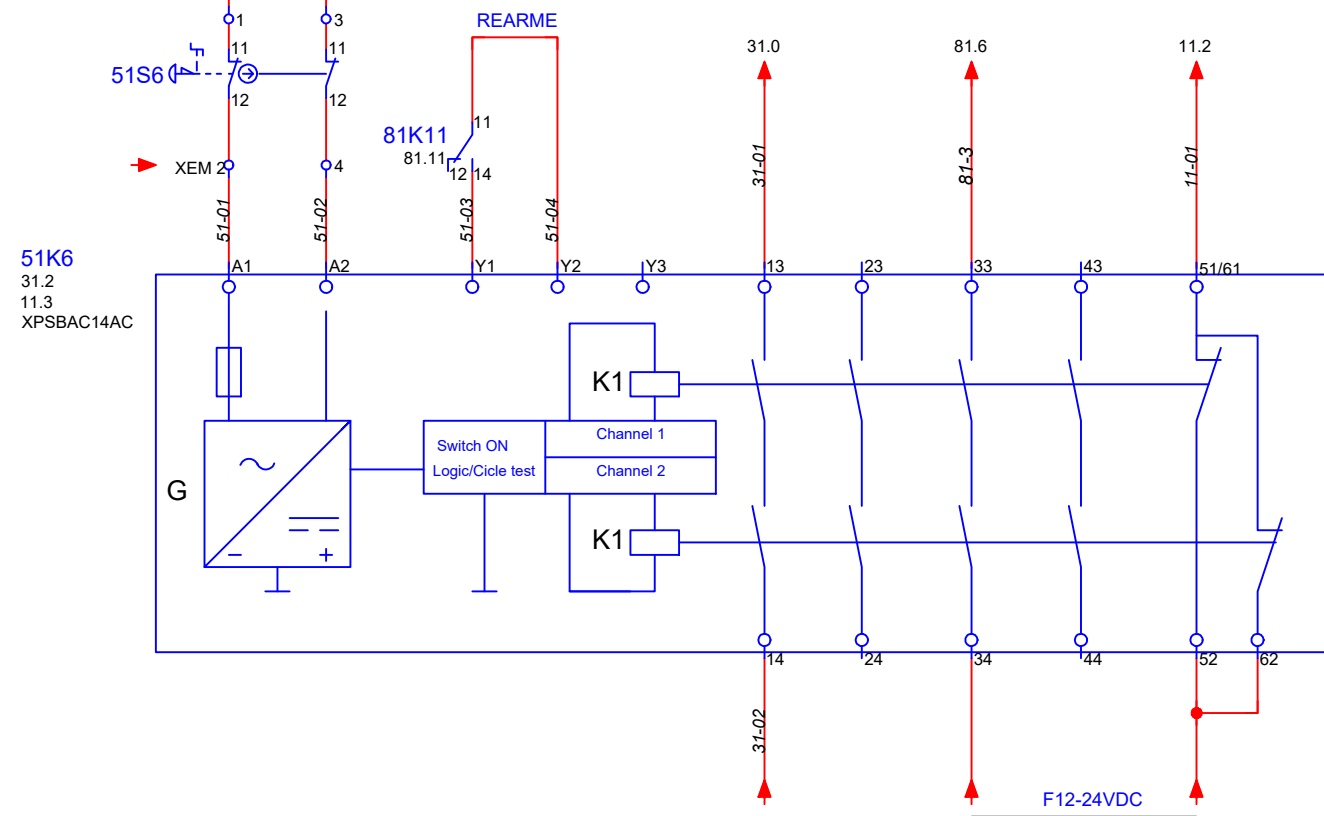 1
3
REARME
31.0
81.6
11.2
11
11
51S6
12
12
11
81K11
81.11
12
14
XEM 2
4
31-01
81-3
11-01
51-01
51-02
51-03
51-04
51K6
31.2
11.3
XPSBAC14AC
A1
A2
Y1
Y2
Y3
13
23
33
43
51/61
K1
Switch ON
Logic/Cicle test
Channel 1
Channel 2
G
K1
14
24
34
44
52
62
31-02
F12-24VDC